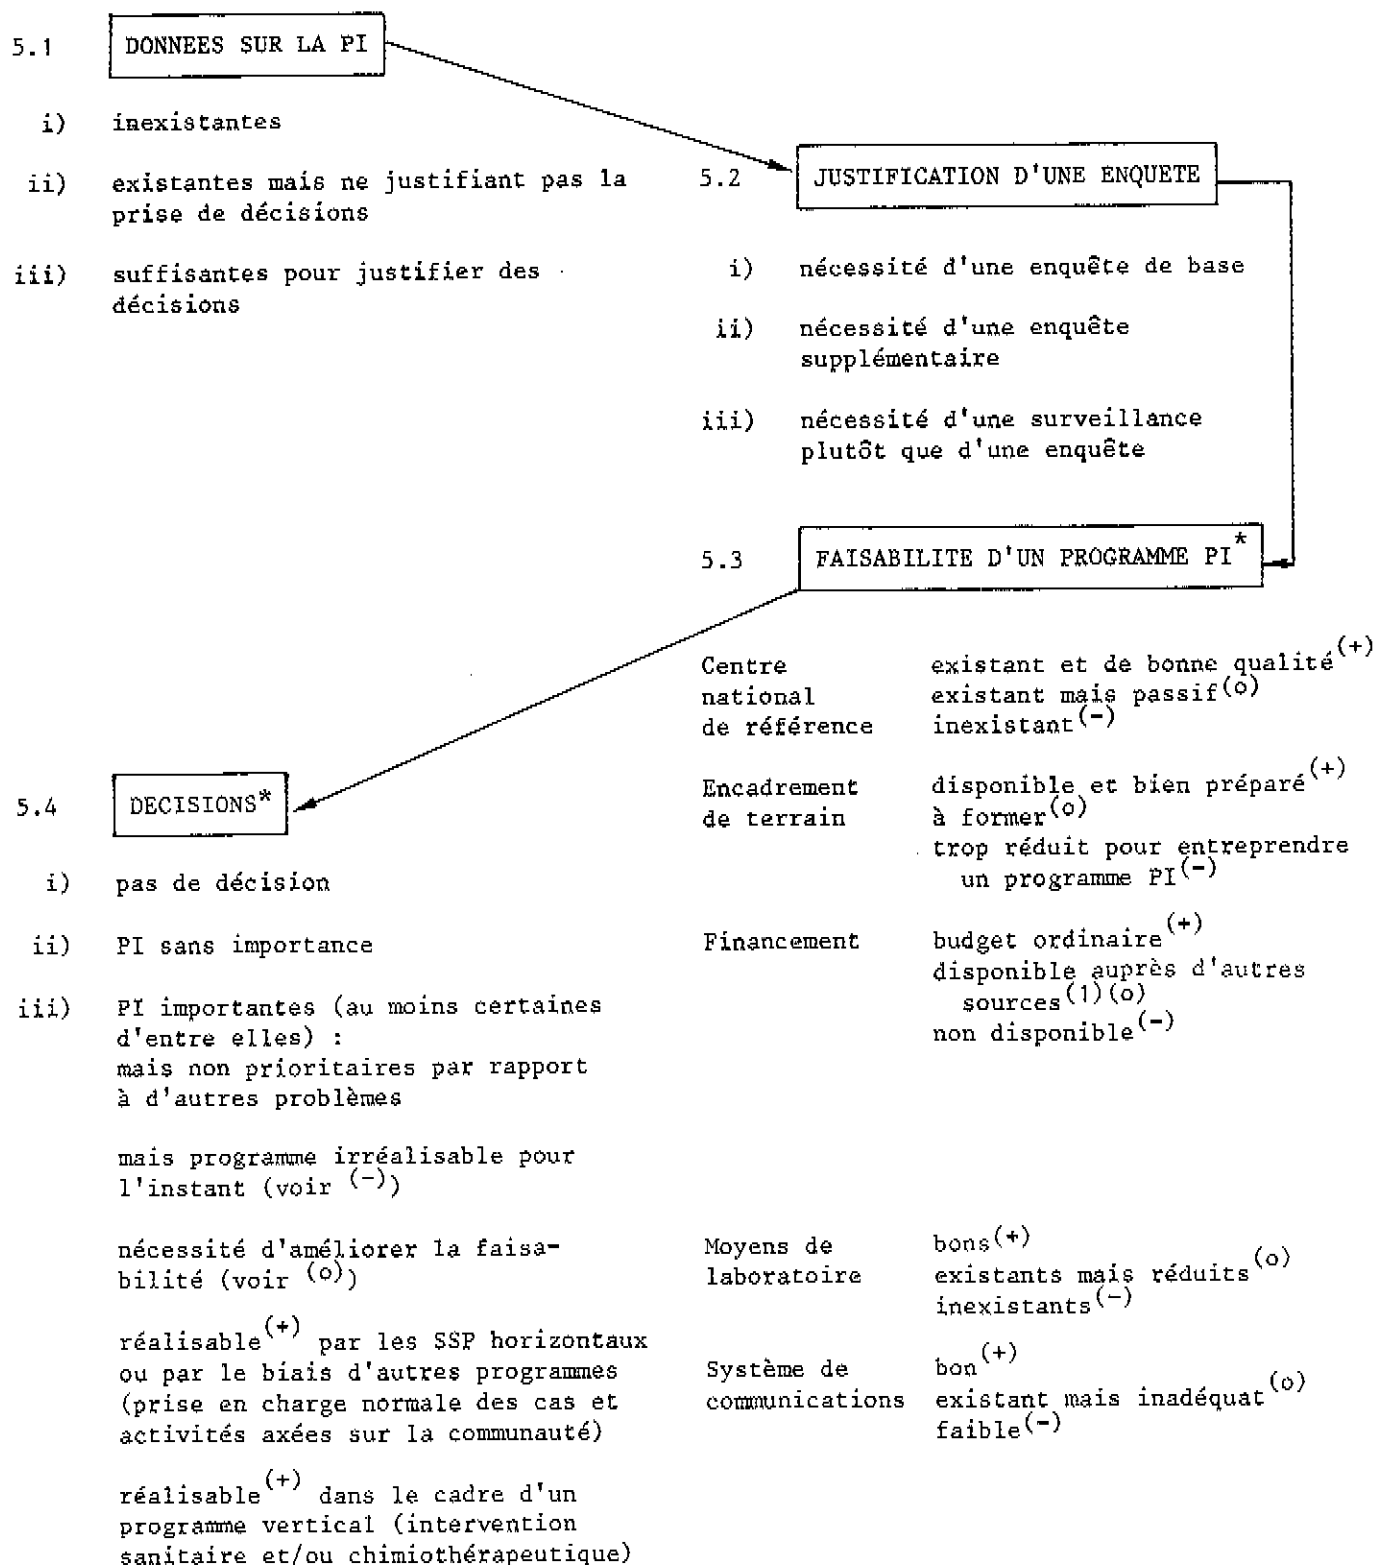 5.1 DONNEES SUR LA PI
i) inexistantes
ii) existantes mais ne justifiant pas la
prise de décisions
iii) suffisantes pour justifier des
décisions
5.2 JUSTIFICATION D'UNE ENQUETE
i) nécessité d'une enquête de base
ii) nécessité d'une enquête
supplémentaire
iii) nécessité d'une surveillance
plutôt que d'une enquête
5.3 FAISABILITE D'UN PROGRAMME PI*
Centre existant et de bonne qualité(+)
national existant mais passif(o)
de référence inexistant(-)
Encadrement disponible et bien préparé(+)
de terrain à former(o)
trop réduit pour entreprendre
un programme PI(-)
Financement budget ordinaire(+)
disponible auprès d'autres
sources(1)(o)
non disponible(-)
Moyens de bons(+)
laboratoire existants mais réduits(o)
inexistants(-)
Système de bon(+)
communications existant mais inadéquat(o)
faible(-)
5.4 DECISIONS*
i) pas de décision
ii) PI sans importance
iii) PI importantes (au moins certaines
d'entre elles) :
mais non prioritaires par rapport
à d'autres problèmes
mais programme irréalisable pour
l'instant (voir (-))
nécessité d'améliorer la faisa-
bilité (voir (o))
réalisable(+) par les SSP horizontaux
ou par le biais d'autres programmes
(prise en charge normale des cas et
activités axées sur la communauté)
réalisable(+) dans le cadre d'un
programme vertical (intervention
sanitaire et/ou chimiothérapeutique)